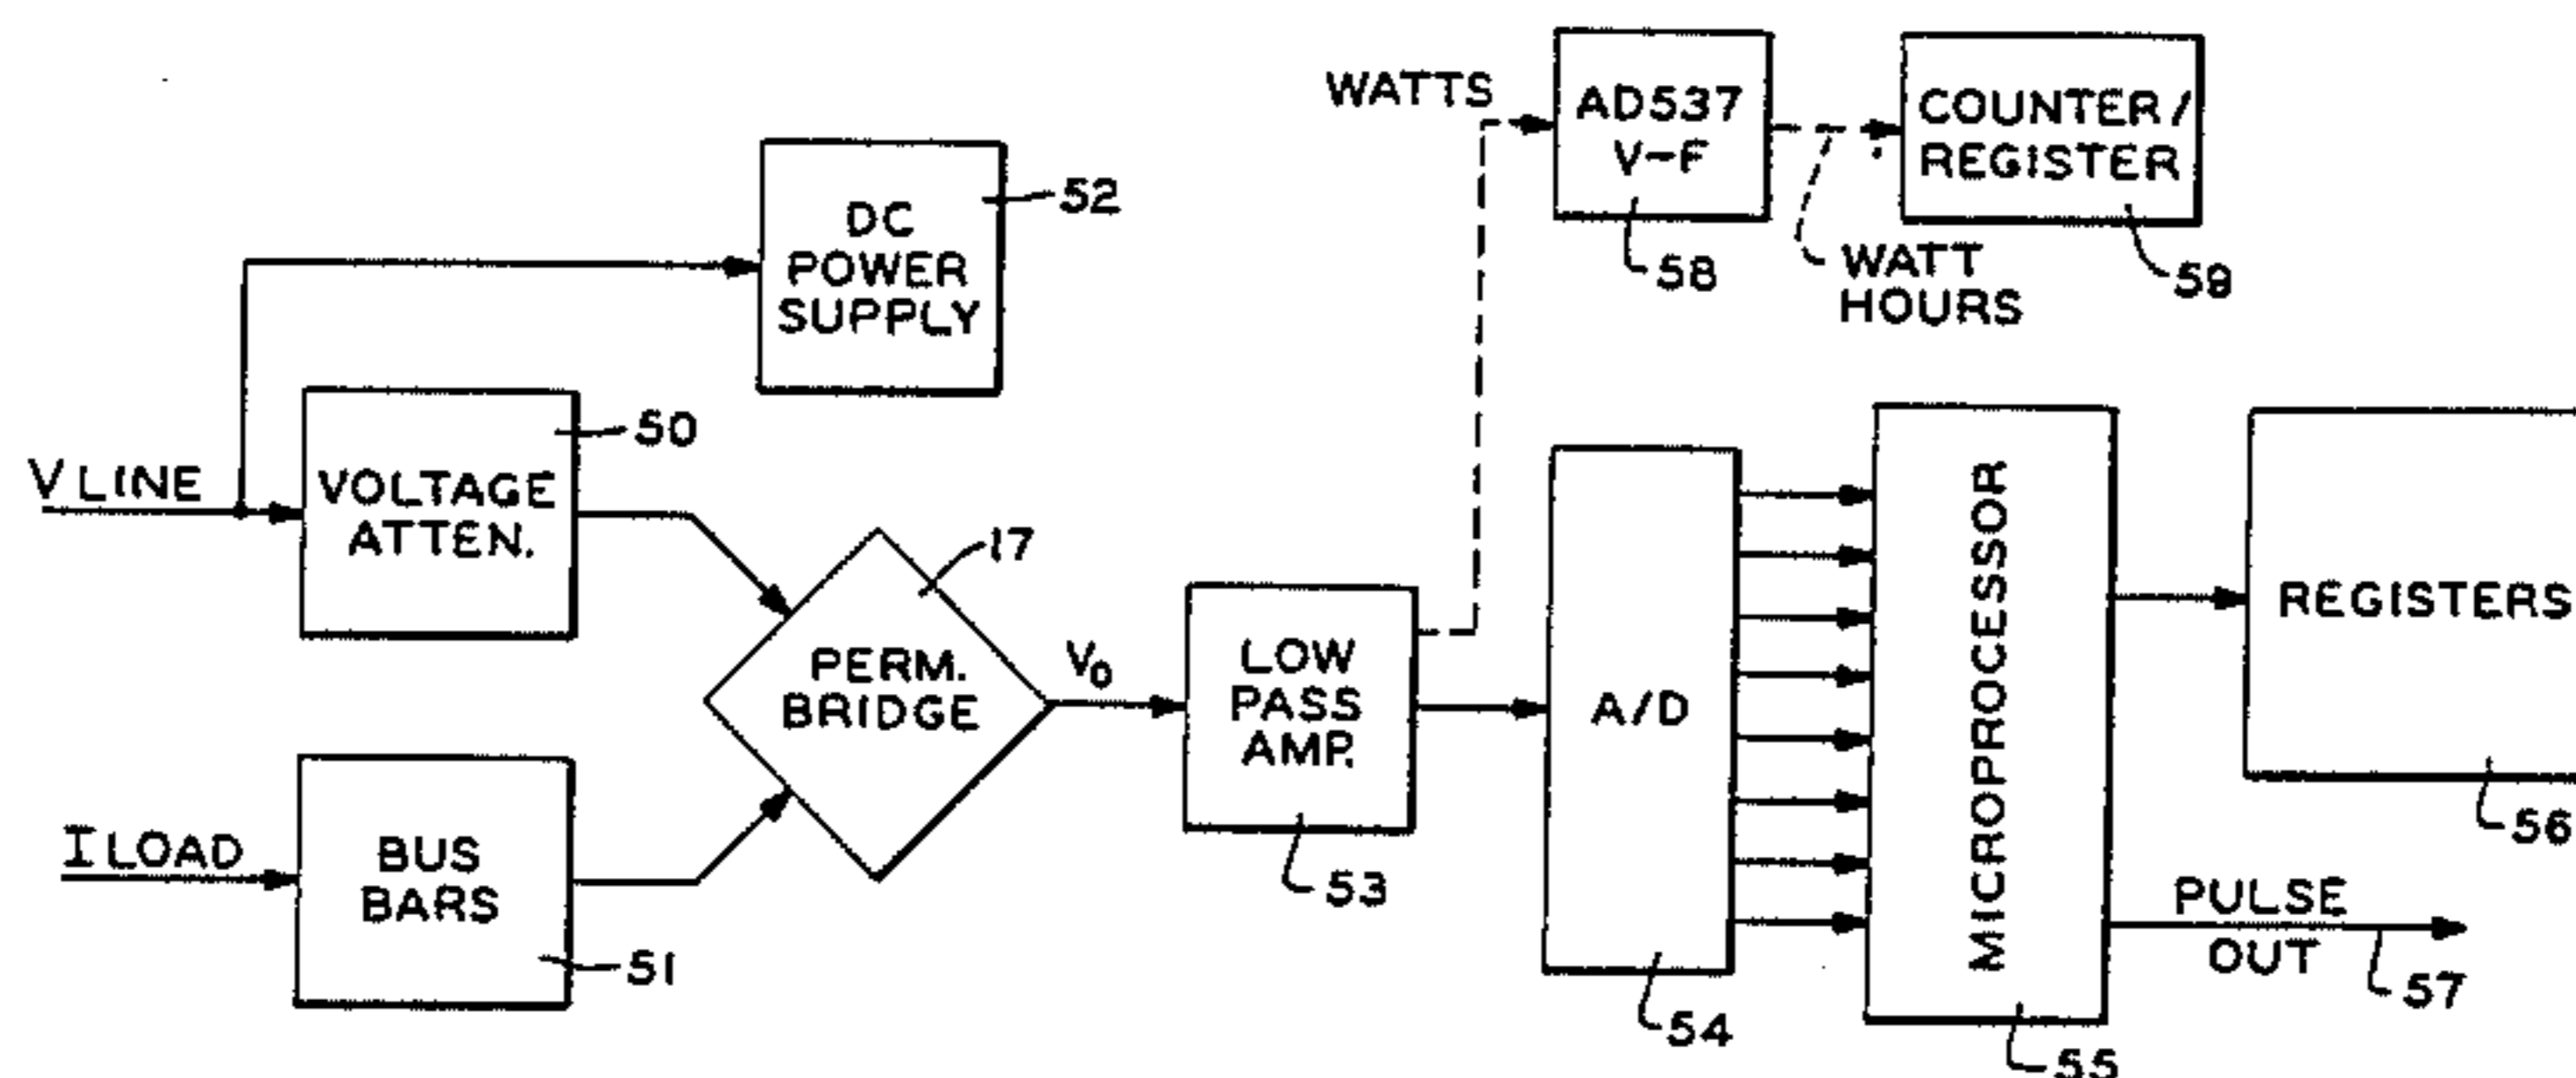 WATTS
AD537
V-F
58
COUNTER/
REGISTER
59
WATT
HOURS
DC
POWER
SUPPLY
52
V LINE
VOLTAGE
ATTEN.
50
I LOAD
BUS
BARS
51
PERM.
BRIDGE
17
V₀
LOW
PASS
AMP.
53
A/D
54
MICROPROCESSOR
55
REGISTERS
56
PULSE
OUT
57